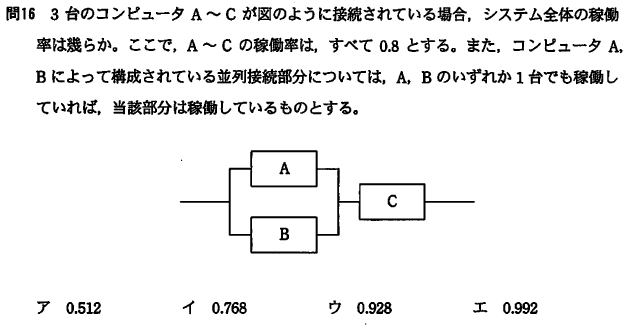 問16 3 台のコンピュータ A ～ C が図のように接続されている場合，システム全体の稼働
率は幾らか。ここで，A ～ C の稼働率は，すべて 0.8 とする。また，コンピュータ A,
B によって構成されている並列接続部分については，A，B のいずれか 1 台でも稼働し
ていれば，当該部分は稼働しているものとする。
A
C
B
ア 0.512 イ 0.768 ウ 0.928 エ 0.992